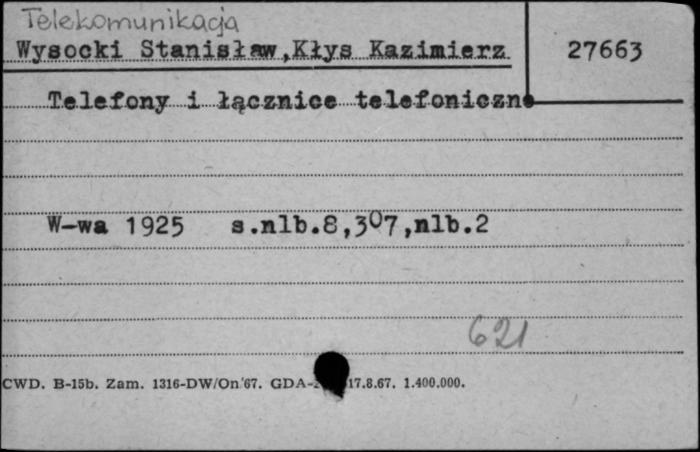 Telekomunikacja
Wysocki Stanisław,Kłys Kazimierz
27663
Telefony i łącznice telefoniczne
W-wa 1925 s.nlb.8,307,nlb.2
621
CWD. B-15b. Zam. 1316-DW/On.'67. GDA- 17.8.67. 1.400.000.